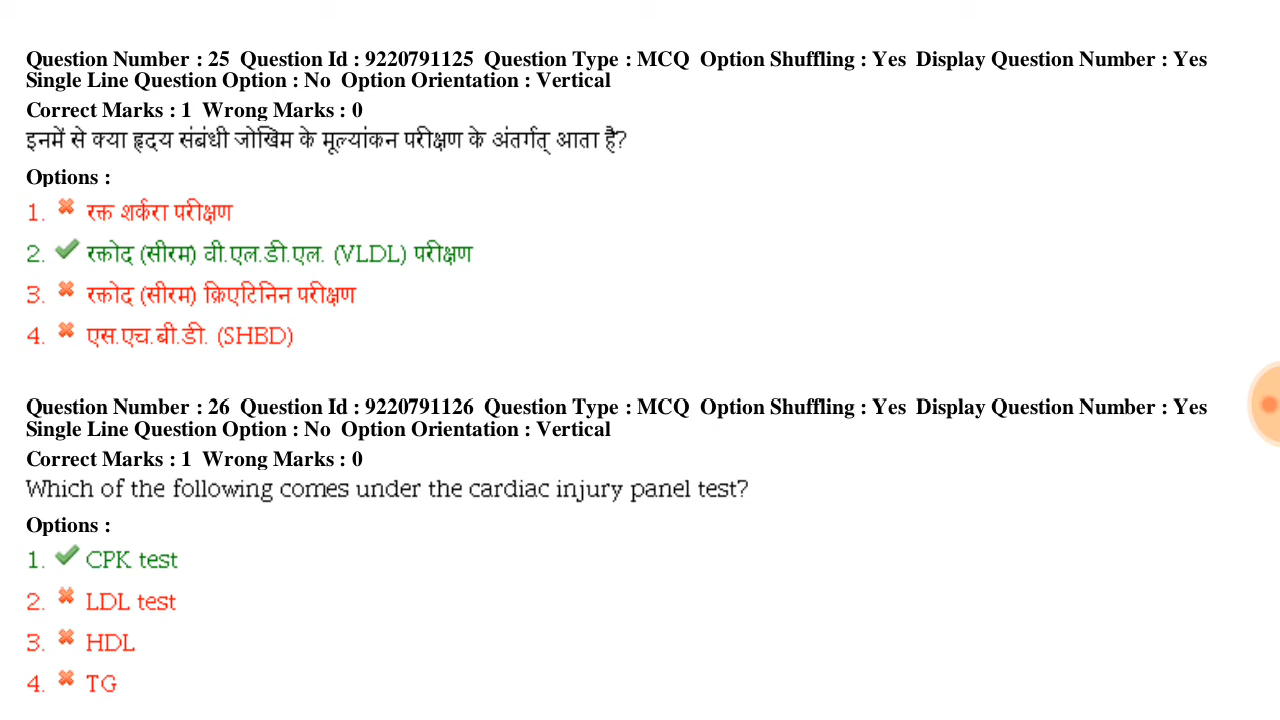 Question Number : 25 Question Id : 9220791125 Question Type : MCQ Option Shuffling : Yes Display Question Number : Yes
Single Line Question Option : No Option Orientation : Vertical
Correct Marks : 1 Wrong Marks : 0
इनमें से क्या हृदय संबंधी जोखिम के मूल्यांकन परीक्षण के अंतर्गत् आता है?
Options :
1. रक्त शर्करा परीक्षण
2. रक्तोद (सीरम) वी.एल.डी.एल. (VLDL) परीक्षण
3. रक्तोद (सीरम) क्रिएटिनिन परीक्षण
4. एस.एच.बी.डी. (SHBD)
Question Number : 26 Question Id : 9220791126 Question Type : MCQ Option Shuffling : Yes Display Question Number : Yes
Single Line Question Option : No Option Orientation : Vertical
Correct Marks : 1 Wrong Marks : 0
Which of the following comes under the cardiac injury panel test?
Options :
1. CPK test
2. LDL test
3. HDL
4. TG